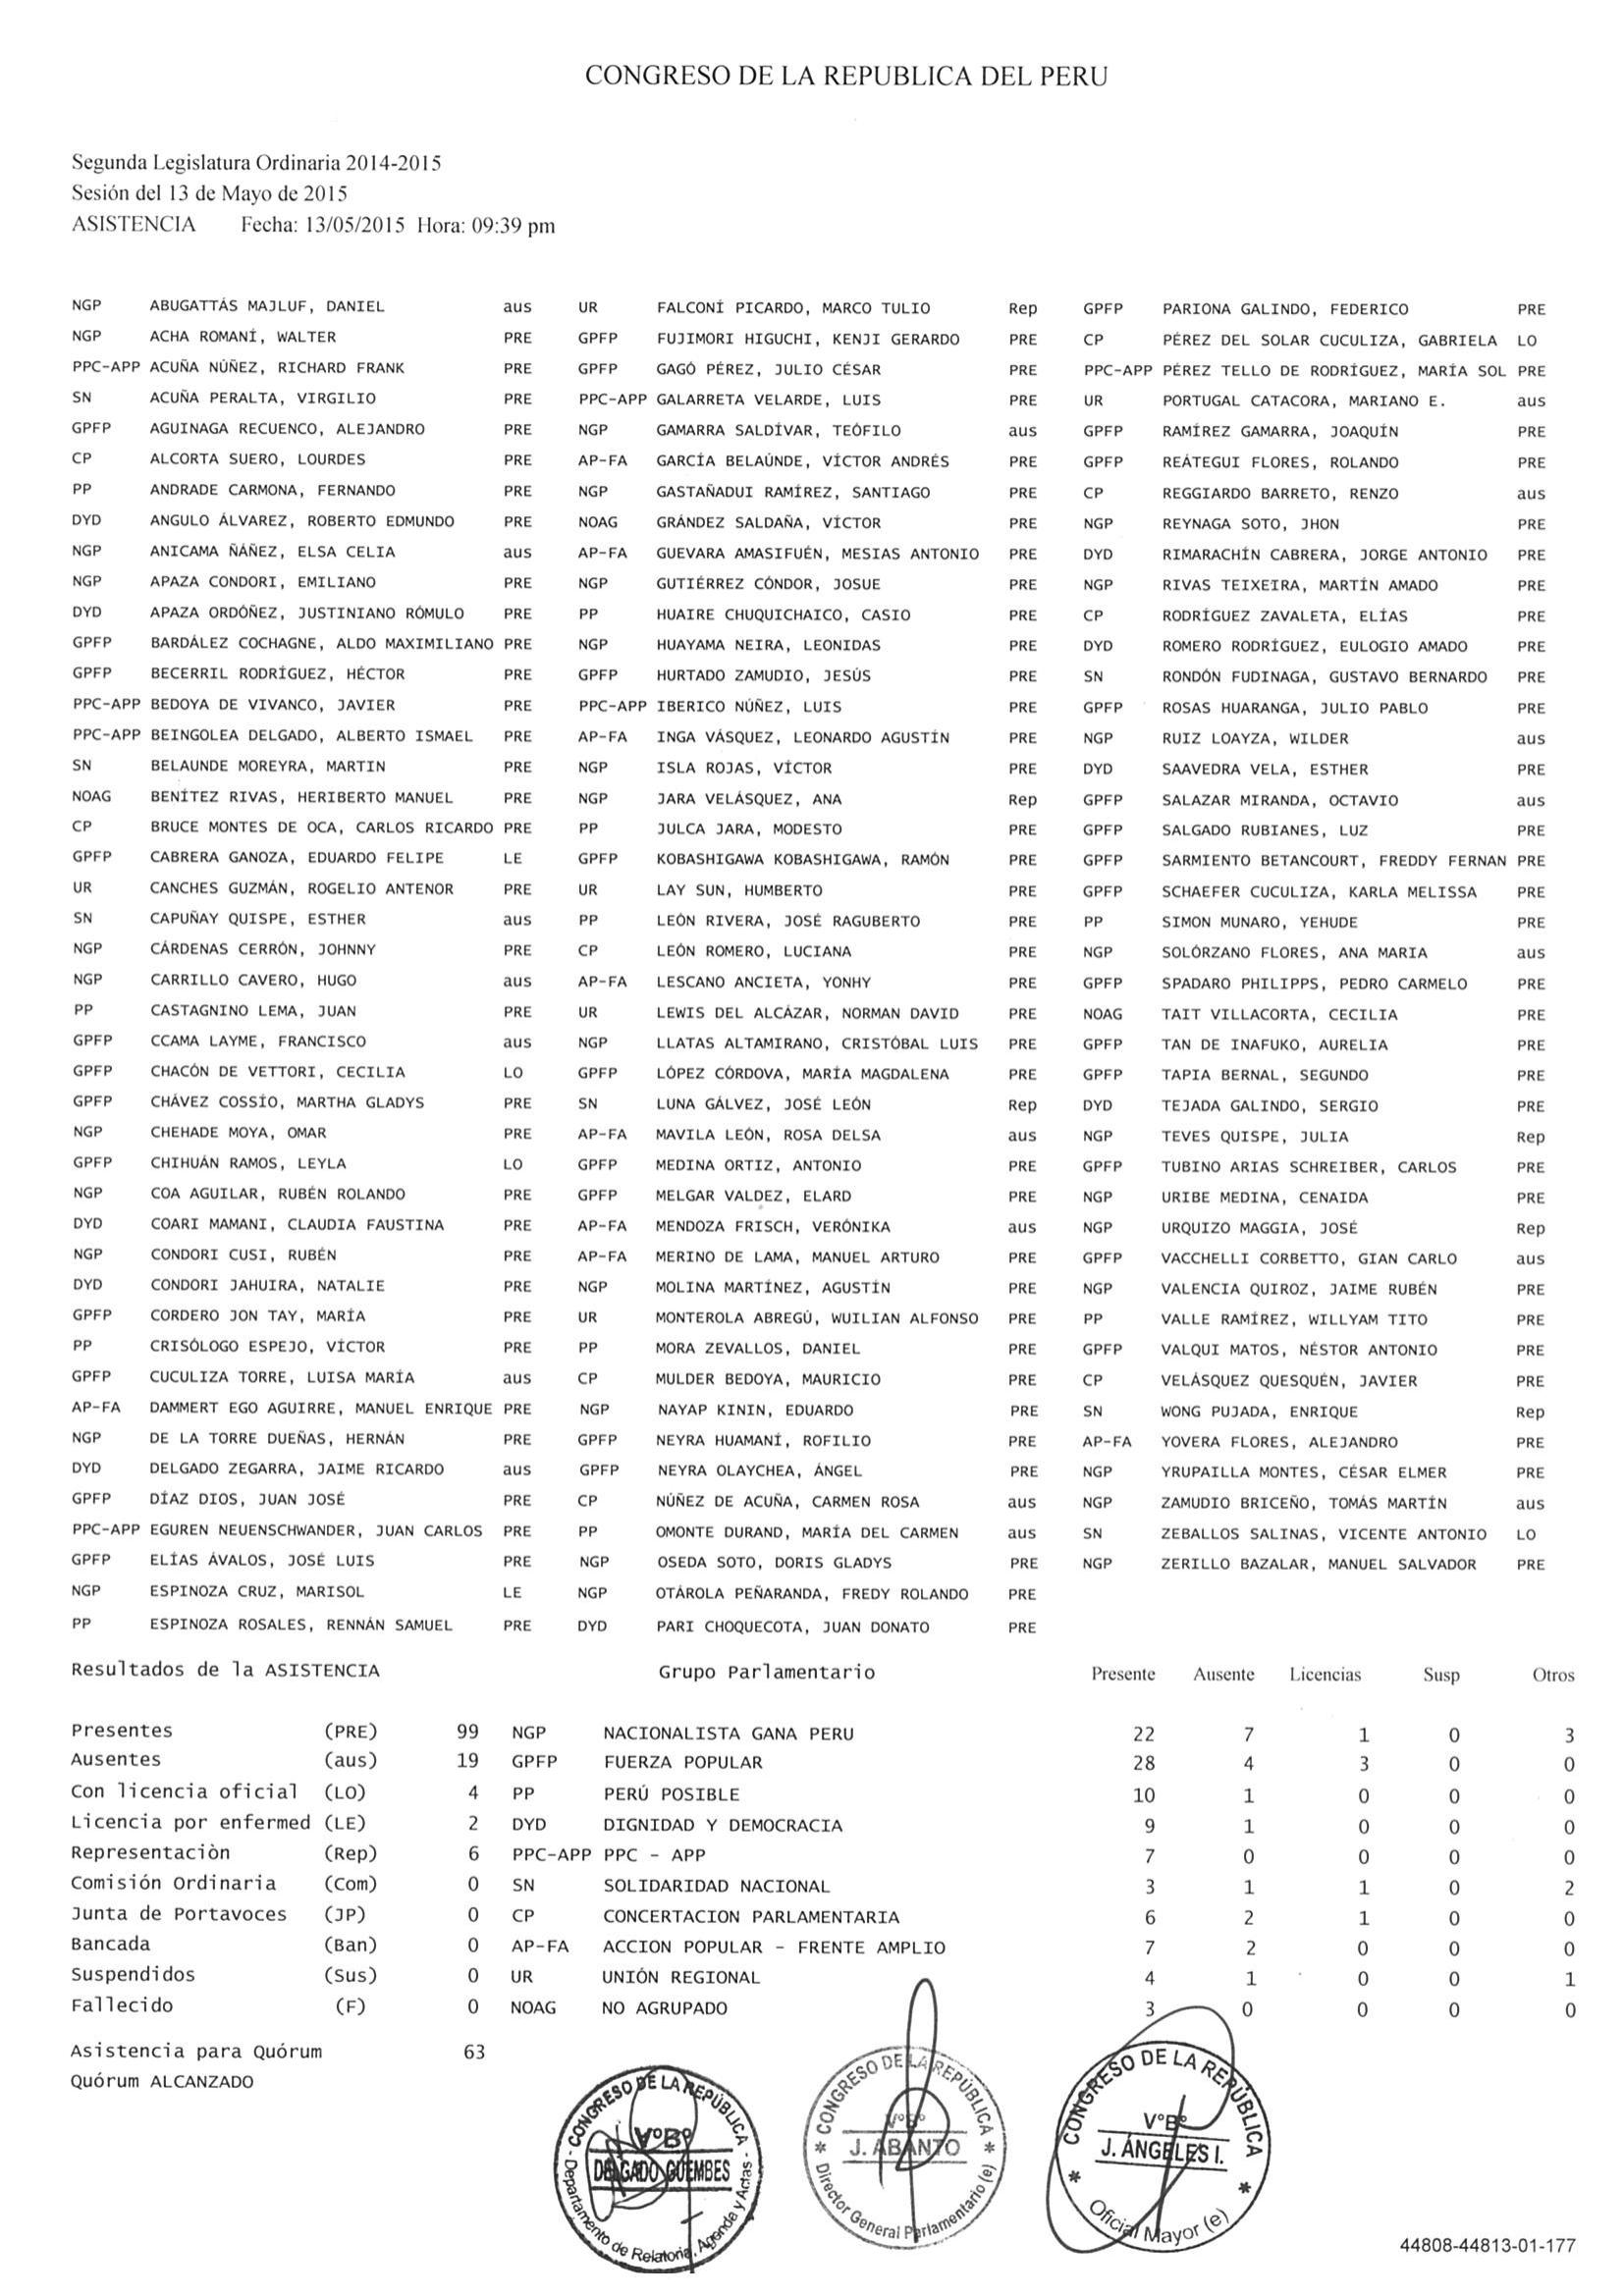 CONGRESO DE LA REPUBLICA DEL PERU
Segunda Legislatura Ordinaria 2014-2015
Sesión del 13 de Mayo de 2015
ASISTENCIA Fecha: 13/05/2015 Hora: 09:39 pm
NGP ABUGATTÁS MAJLUF, DANIEL aus UR FALCONÍ PICARDO, MARCO TULIO Rep GPFP PARIONA GALINDO, FEDERICO PRE
NGP ACHA ROMANÍ, WALTER PRE GPFP FUJIMORI HIGUCHI, KENJI GERARDO PRE CP PÉREZ DEL SOLAR CUCULIZA, GABRIELA LO
PPC-APP ACUÑA NÚÑEZ, RICHARD FRANK PRE GPFP GAGÓ PÉREZ, JULIO CÉSAR PRE PPC-APP PÉREZ TELLO DE RODRÍGUEZ, MARÍA SOL PRE
SN ACUÑA PERALTA, VIRGILIO PRE PPC-APP GALARRETA VELARDE, LUIS PRE UR PORTUGAL CATACORA, MARIANO E. aus
GPFP AGUINAGA RECUENCO, ALEJANDRO PRE NGP GAMARRA SALDÍVAR, TEÓFILO aus GPFP RAMÍREZ GAMARRA, JOAQUÍN PRE
CP ALCORTA SUERO, LOURDES PRE AP-FA GARCÍA BELAÚNDE, VÍCTOR ANDRÉS PRE GPFP REÁTEGUI FLORES, ROLANDO PRE
PP ANDRADE CARMONA, FERNANDO PRE NGP GASTAÑADUI RAMÍREZ, SANTIAGO PRE CP REGGIARDO BARRETO, RENZO aus
DYD ANGULO ÁLVAREZ, ROBERTO EDMUNDO PRE NOAG GRÁNDEZ SALDAÑA, VÍCTOR PRE NGP REYNAGA SOTO, JHON PRE
NGP ANICAMA ÑÁÑEZ, ELSA CELIA aus AP-FA GUEVARA AMASIFUÉN, MESIAS ANTONIO PRE DYD RIMARACHÍN CABRERA, JORGE ANTONIO PRE
NGP APAZA CONDORI, EMILIANO PRE NGP GUTIÉRREZ CÓNDOR, JOSUE PRE NGP RIVAS TEIXEIRA, MARTÍN AMADO PRE
DYD APAZA ORDÓÑEZ, JUSTINIANO RÓMULO PRE PP HUAIRE CHUQUICHAICO, CASIO PRE CP RODRÍGUEZ ZAVALETA, ELÍAS PRE
GPFP BARDÁLEZ COCHAGNE, ALDO MAXIMILIANO PRE NGP HUAYAMA NEIRA, LEONIDAS PRE DYD ROMERO RODRÍGUEZ, EULOGIO AMADO PRE
GPFP BECERRIL RODRÍGUEZ, HÉCTOR PRE GPFP HURTADO ZAMUDIO, JESÚS PRE SN RONDÓN FUDINAGA, GUSTAVO BERNARDO PRE
PPC-APP BEDOYA DE VIVANCO, JAVIER PRE PPC-APP IBERICO NÚÑEZ, LUIS PRE GPFP ROSAS HUARANGA, JULIO PABLO PRE
PPC-APP BEINGOLEA DELGADO, ALBERTO ISMAEL PRE AP-FA INGA VÁSQUEZ, LEONARDO AGUSTÍN PRE NGP RUIZ LOAYZA, WILDER aus
SN BELAUNDE MOREYRA, MARTIN PRE NGP ISLA ROJAS, VÍCTOR PRE DYD SAAVEDRA VELA, ESTHER PRE
NOAG BENÍTEZ RIVAS, HERIBERTO MANUEL PRE NGP JARA VELÁSQUEZ, ANA Rep GPFP SALAZAR MIRANDA, OCTAVIO aus
CP BRUCE MONTES DE OCA, CARLOS RICARDO PRE PP JULCA JARA, MODESTO PRE GPFP SALGADO RUBIANES, LUZ PRE
GPFP CABRERA GANOZA, EDUARDO FELIPE LE GPFP KOBASHIGAWA KOBASHIGAWA, RAMÓN PRE GPFP SARMIENTO BETANCOURT, FREDDY FERNAN PRE
UR CANCHES GUZMÁN, ROGELIO ANTENOR PRE UR LAY SUN, HUMBERTO PRE GPFP SCHAEFER CUCULIZA, KARLA MELISSA PRE
SN CAPUÑAY QUISPE, ESTHER aus PP LEÓN RIVERA, JOSÉ RAGUBERTO PRE PP SIMON MUNARO, YEHUDE PRE
NGP CÁRDENAS CERRÓN, JOHNNY PRE CP LEÓN ROMERO, LUCIANA PRE NGP SOLÓRZANO FLORES, ANA MARIA aus
NGP CARRILLO CAVERO, HUGO aus AP-FA LESCANO ANCIETA, YONHY PRE GPFP SPADARO PHILIPPS, PEDRO CARMELO PRE
PP CASTAGNINO LEMA, JUAN PRE UR LEWIS DEL ALCÁZAR, NORMAN DAVID PRE NOAG TAIT VILLACORTA, CECILIA PRE
GPFP CCAMA LAYME, FRANCISCO aus NGP LLATAS ALTAMIRANO, CRISTÓBAL LUIS PRE GPFP TAN DE INAFUKO, AURELIA PRE
GPFP CHACÓN DE VETTORI, CECILIA LO GPFP LÓPEZ CÓRDOVA, MARÍA MAGDALENA PRE GPFP TAPIA BERNAL, SEGUNDO PRE
GPFP CHÁVEZ COSSÍO, MARTHA GLADYS PRE SN LUNA GÁLVEZ, JOSÉ LEÓN Rep DYD TEJADA GALINDO, SERGIO PRE
NGP CHEHADE MOYA, OMAR PRE AP-FA MAVILA LEÓN, ROSA DELSA aus NGP TEVES QUISPE, JULIA Rep
GPFP CHIHUÁN RAMOS, LEYLA LO GPFP MEDINA ORTIZ, ANTONIO PRE GPFP TUBINO ARIAS SCHREIBER, CARLOS PRE
NGP COA AGUILAR, RUBÉN ROLANDO PRE GPFP MELGAR VALDEZ, ELARD PRE NGP URIBE MEDINA, CENAIDA PRE
DYD COARI MAMANI, CLAUDIA FAUSTINA PRE AP-FA MENDOZA FRISCH, VERÓNIKA aus NGP URQUIZO MAGGIA, JOSÉ Rep
NGP CONDORI CUSI, RUBÉN PRE AP-FA MERINO DE LAMA, MANUEL ARTURO PRE GPFP VACCHELLI CORBETTO, GIAN CARLO aus
DYD CONDORI JAHUIRA, NATALIE PRE NGP MOLINA MARTÍNEZ, AGUSTÍN PRE NGP VALENCIA QUIROZ, JAIME RUBÉN PRE
GPFP CORDERO JON TAY, MARÍA PRE UR MONTEROLA ABREGÚ, WUILIAN ALFONSO PRE PP VALLE RAMÍREZ, WILLYAM TITO PRE
PP CRISÓLOGO ESPEJO, VÍCTOR PRE PP MORA ZEVALLOS, DANIEL PRE GPFP VALQUI MATOS, NÉSTOR ANTONIO PRE
GPFP CUCULIZA TORRE, LUISA MARÍA aus CP MULDER BEDOYA, MAURICIO PRE CP VELÁSQUEZ QUESQUÉN, JAVIER PRE
AP-FA DAMMERT EGO AGUIRRE, MANUEL ENRIQUE PRE NGP NAYAP KININ, EDUARDO PRE SN WONG PUJADA, ENRIQUE Rep
NGP DE LA TORRE DUEÑAS, HERNÁN PRE GPFP NEYRA HUAMANÍ, ROFILIO PRE AP-FA YOVERA FLORES, ALEJANDRO PRE
DYD DELGADO ZEGARRA, JAIME RICARDO aus GPFP NEYRA OLAYCHEA, ÁNGEL PRE NGP YRUPAILLA MONTES, CÉSAR ELMER PRE
GPFP DÍAZ DIOS, JUAN JOSÉ PRE CP NÚÑEZ DE ACUÑA, CARMEN ROSA aus NGP ZAMUDIO BRICEÑO, TOMÁS MARTÍN aus
PPC-APP EGUREN NEUENSCHWANDER, JUAN CARLOS PRE PP OMONTE DURAND, MARÍA DEL CARMEN aus SN ZEBALLOS SALINAS, VICENTE ANTONIO LO
GPFP ELÍAS ÁVALOS, JOSÉ LUIS PRE NGP OSEDA SOTO, DORIS GLADYS PRE NGP ZERILLO BAZALAR, MANUEL SALVADOR PRE
NGP ESPINOZA CRUZ, MARISOL LE NGP OTÁROLA PEÑARANDA, FREDY ROLANDO PRE
PP ESPINOZA ROSALES, RENNÁN SAMUEL PRE DYD PARI CHOQUECOTA, JUAN DONATO PRE
Resultados de la ASISTENCIA Grupo Parlamentario Presente Ausente Licencias Susp Otros
Presentes (PRE) 99 NGP NACIONALISTA GANA PERU 22 7 1 0 3
Ausentes (aus) 19 GPFP FUERZA POPULAR 28 4 3 0 0
Con licencia oficial (LO) 4 PP PERÚ POSIBLE 10 1 0 0 0
Licencia por enfermed (LE) 2 DYD DIGNIDAD Y DEMOCRACIA 9 1 0 0 0
Representaciòn (Rep) 6 PPC-APP PPC - APP 7 0 0 0 0
Comisión Ordinaria (Com) 0 SN SOLIDARIDAD NACIONAL 3 1 1 0 2
Junta de Portavoces (JP) 0 CP CONCERTACION PARLAMENTARIA 6 2 1 0 0
Bancada (Ban) 0 AP-FA ACCION POPULAR - FRENTE AMPLIO 7 2 0 0 0
Suspendidos (Sus) 0 UR UNIÓN REGIONAL 4 1 0 0 1
Fallecido (F) 0 NOAG NO AGRUPADO 3 0 0 0 0
Asistencia para Quórum 63
Quórum ALCANZADO
CONGRESO DE LA REPÚBLICA
V°B°
DELGADO GUEMBES
Departamento de Relatoria, Agenda y Actas
CONGRESO DE LA REPÚBLICA
V°B°
J. ABANTO
Director General Parlamentario (e)
CONGRESO DE LA REPÚBLICA
V°B°
J. ÁNGELES I.
Oficial Mayor (e)
44808-44813-01-177